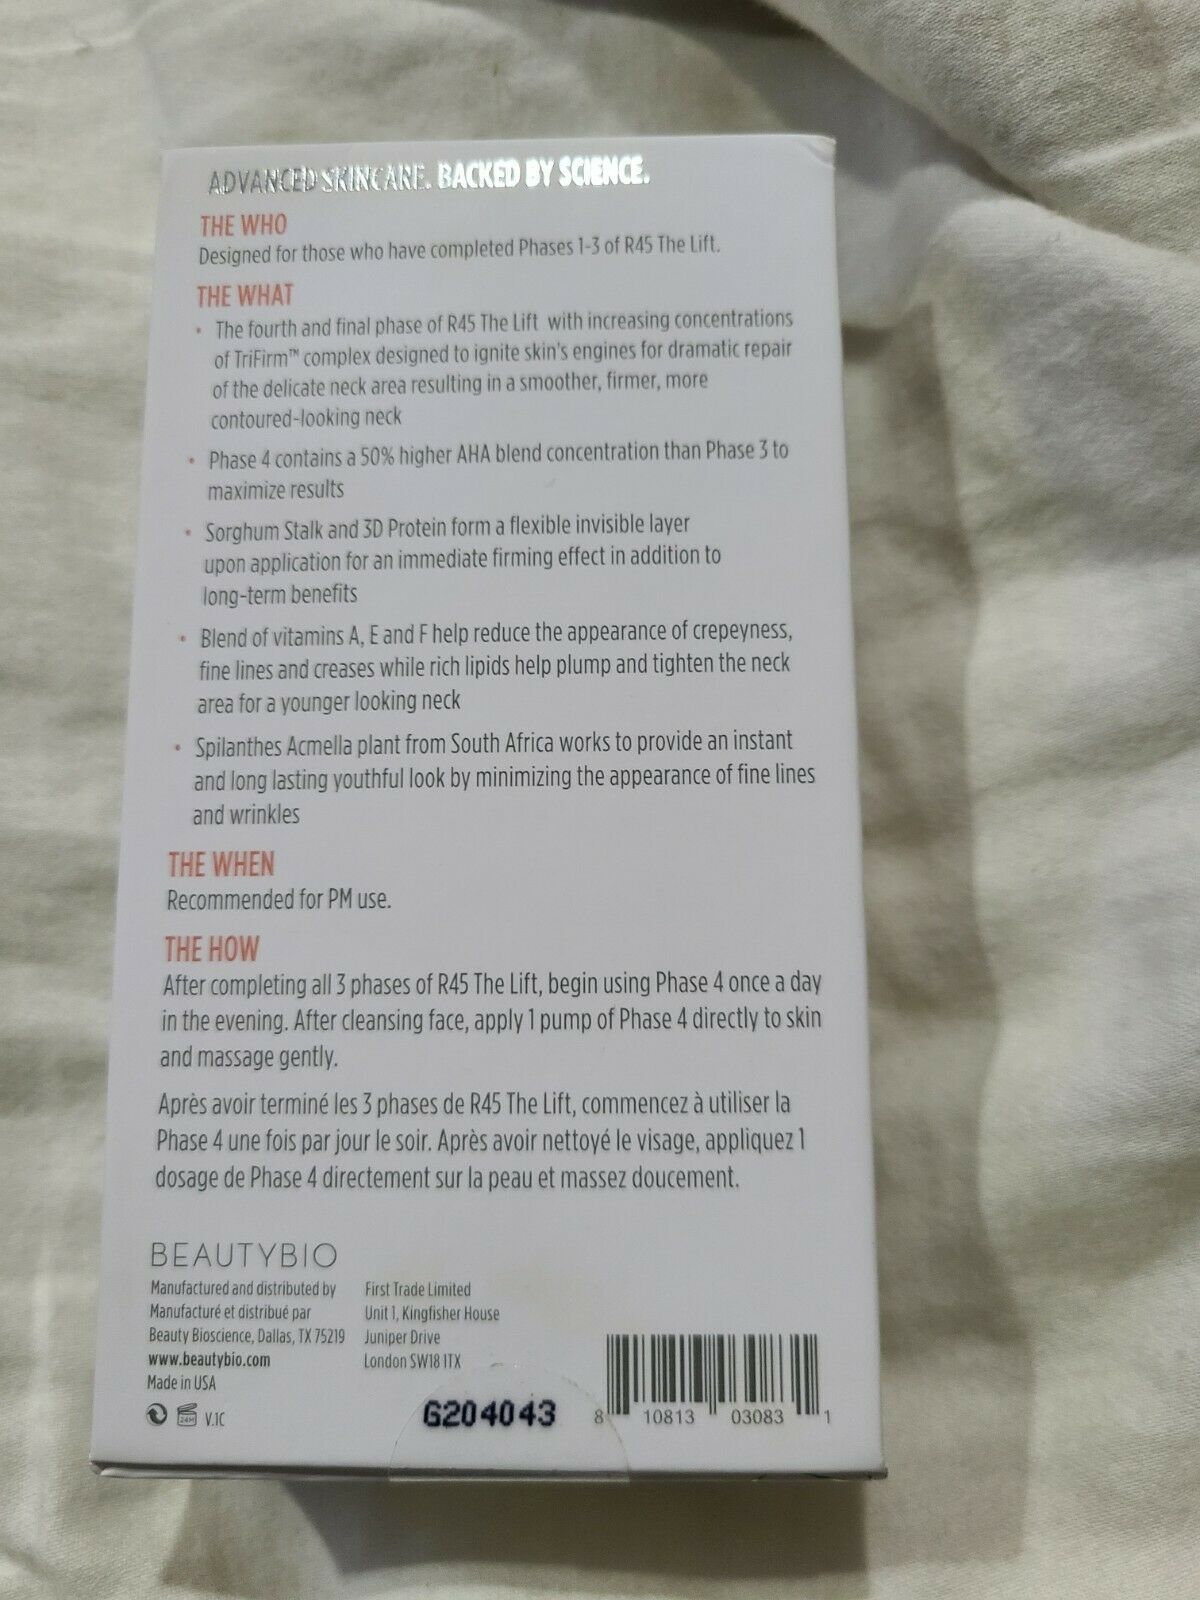 ADVANCED SKINCARE. BACKED BY SCIENCE.
THE WHO
Designed for those who have completed Phases 1-3 of R45 The Lift.
THE WHAT
• The fourth and final phase of R45 The Lift with increasing concentrations
of TriFirm™ complex designed to ignite skin's engines for dramatic repair
of the delicate neck area resulting in a smoother, firmer, more
contoured-looking neck
• Phase 4 contains a 50% higher AHA blend concentration than Phase 3 to
maximize results
• Sorghum Stalk and 3D Protein form a flexible invisible layer
upon application for an immediate firming effect in addition to
long-term benefits
• Blend of vitamins A, E and F help reduce the appearance of crepeyness,
fine lines and creases while rich lipids help plump and tighten the neck
area for a younger looking neck
• Spilanthes Acmella plant from South Africa works to provide an instant
and long lasting youthful look by minimizing the appearance of fine lines
and wrinkles
THE WHEN
Recommended for PM use.
THE HOW
After completing all 3 phases of R45 The Lift, begin using Phase 4 once a day
in the evening. After cleansing face, apply 1 pump of Phase 4 directly to skin
and massage gently.
Après avoir terminé les 3 phases de R45 The Lift, commencez à utiliser la
Phase 4 une fois par jour le soir. Après avoir nettoyé le visage, appliquez 1
dosage de Phase 4 directement sur la peau et massez doucement.
BEAUTYBIO
Manufactured and distributed by
Manufacturé et distribué par
Beauty Bioscience, Dallas, TX 75219
www.beautybio.com
Made in USA
24M V.1C
First Trade Limited
Unit 1, Kingfisher House
Juniper Drive
London SW18 1TX
G204043
8 10813 03083 1